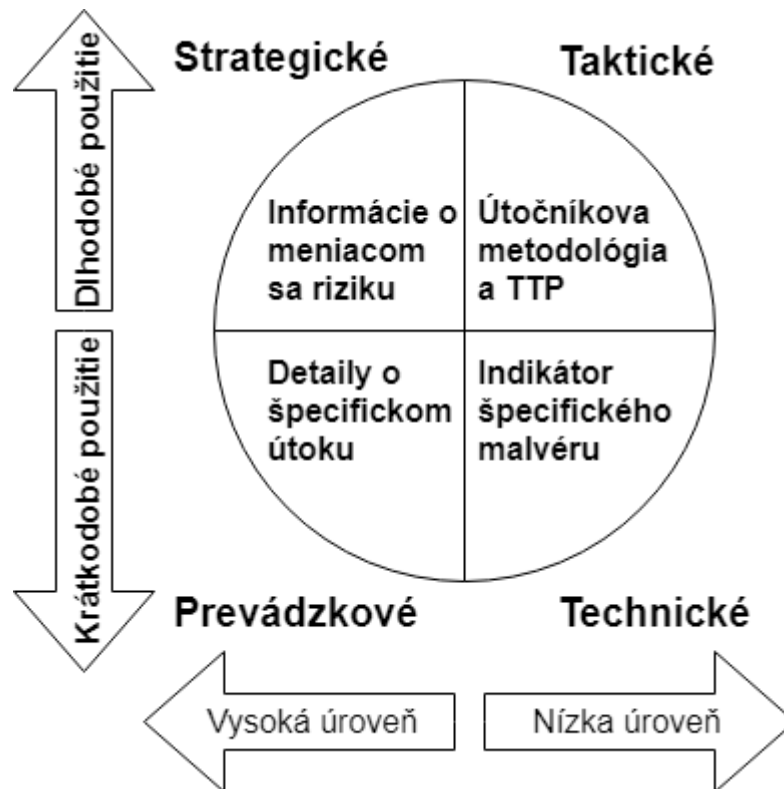 Strategické
Taktické
Dlhodobé použitie
Informácie o
meniacom
sa riziku
Útočníkova
metodológia
a TTP
Krátkodobé použitie
Detaily o
špecifickom
útoku
Indikátor
špecifického
malvéru
Prevádzkové
Technické
Vysoká úroveň
Nízka úroveň